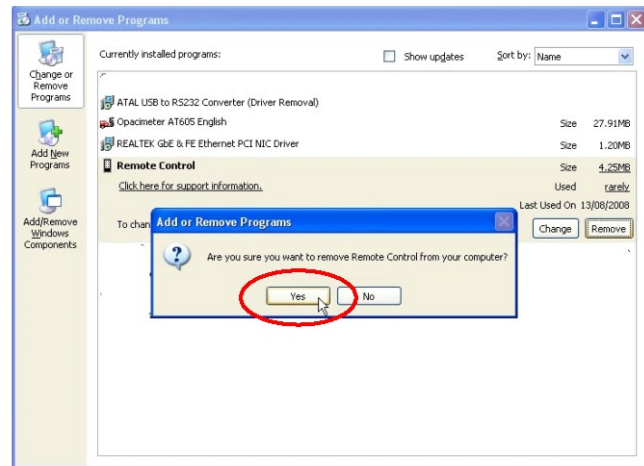 Add or Remove Programs
Currently installed programs:
Show updates
Sort by: Name
Change or
Remove
Programs
ATAL USB to RS232 Converter (Driver Removal)
Opacimeter AT605 English
Size 27.91MB
REALTEK GbE & FE Ethernet PCI NIC Driver
Size 1.20MB
Add New
Programs
Remote Control
Size 4.25MB
Click here for support information.
Used rarely
Last Used On 13/08/2008
Add/Remove
Windows
Components
To chan
Change Remove
Add or Remove Programs
Are you sure you want to remove Remote Control from your computer?
Yes No